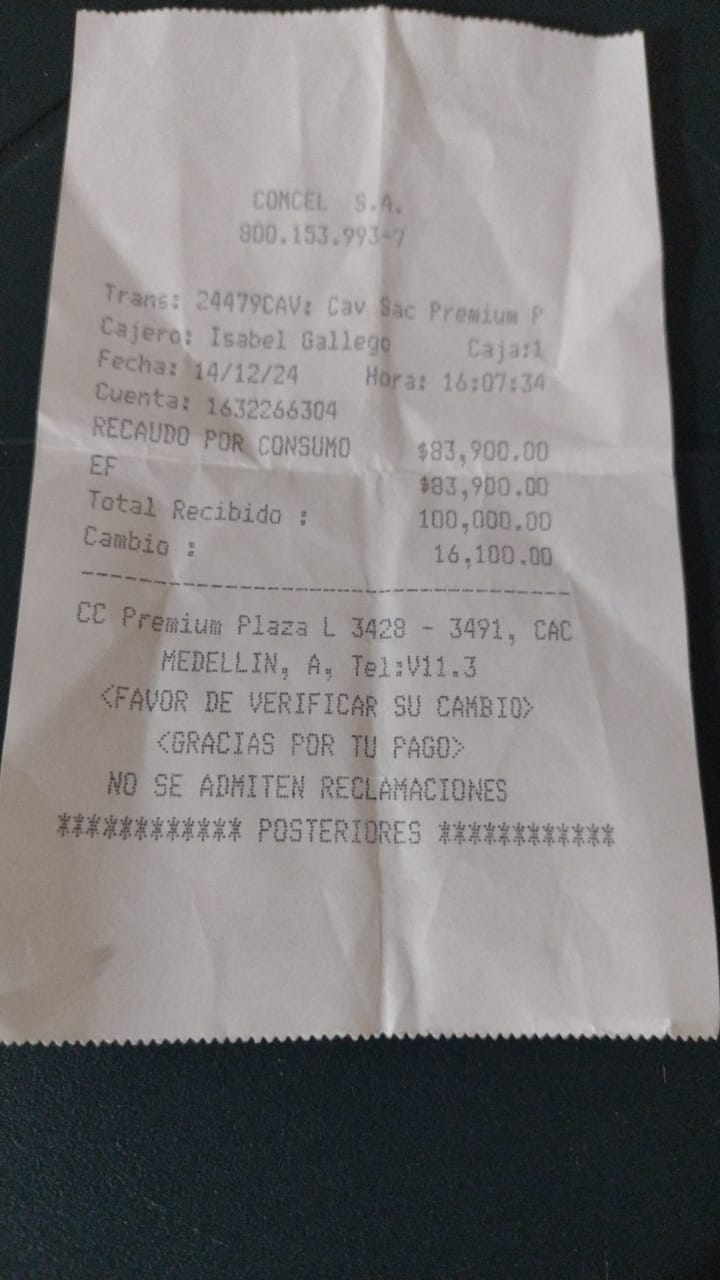 COMCEL S.A.
800.153.993-7
Trans: 24479CAV: Cav Sac Premium P
Cajero: Isabel Gallego Caja:1
Fecha: 14/12/24 Hora: 16:07:34
Cuenta: 1632266304
RECAUDO POR CONSUMO $83,900.00
EF $83,900.00
Total Recibido : 100,000.00
Cambio : 16,100.00
--------------------------------------
CC Premium Plaza L 3428 - 3491, CAC
MEDELLIN, A, Tel:V11.3
<FAVOR DE VERIFICAR SU CAMBIO>
<GRACIAS POR TU PAGO>
NO SE ADMITEN RECLAMACIONES
************ POSTERIORES ************